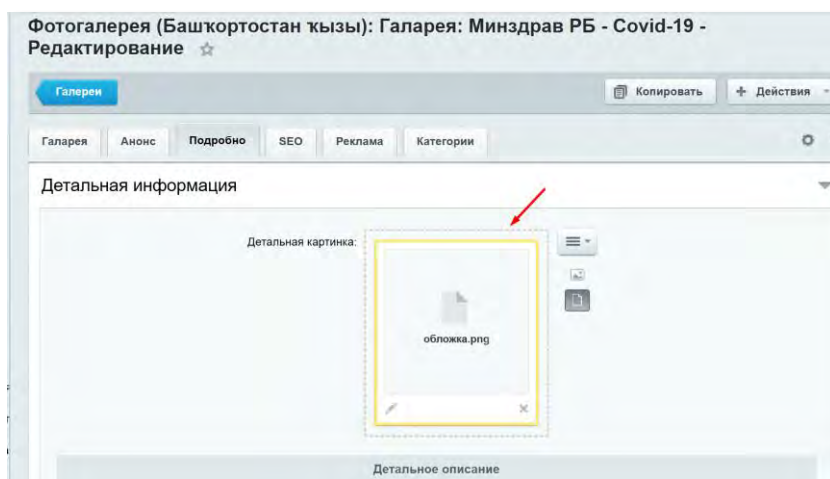 Фотогалерея (Башҡортостан ҡызы): Галарея: Минздрав РБ - Covid-19 -
Редактирование
Галереи
Копировать
Действия
Галарея Анонс Подробно SEO Реклама Категории
Детальная информация
Детальная картинка:
обложка.png
Детальное описание